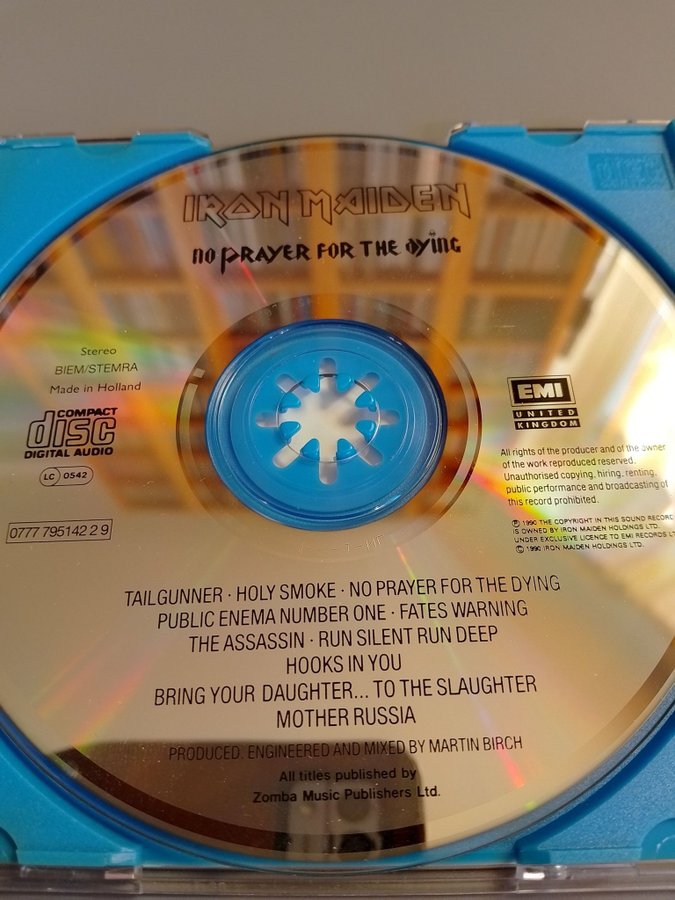 IRON MAIDEN
NO PRAYER FOR THE DYING
Stereo
BIEM/STEMRA
Made in Holland
COMPACT
disc
DIGITAL AUDIO
LC 0542
0777 795142 2 9
EMI
UNITED
KINGDOM
All rights of the producer and of the owner
of the work reproduced reserved.
Unauthorised copying, hiring, renting,
public performance and broadcasting of
this record prohibited.
℗ 1990 THE COPYRIGHT IN THIS SOUND RECORD
IS OWNED BY IRON MAIDEN HOLDINGS LTD.
UNDER EXCLUSIVE LICENCE TO EMI RECORDS LT
© 1990 IRON MAIDEN HOLDINGS LTD.
TAILGUNNER · HOLY SMOKE · NO PRAYER FOR THE DYING
PUBLIC ENEMA NUMBER ONE · FATES WARNING
THE ASSASSIN · RUN SILENT RUN DEEP
HOOKS IN YOU
BRING YOUR DAUGHTER... TO THE SLAUGHTER
MOTHER RUSSIA
PRODUCED, ENGINEERED AND MIXED BY MARTIN BIRCH
All titles published by
Zomba Music Publishers Ltd.